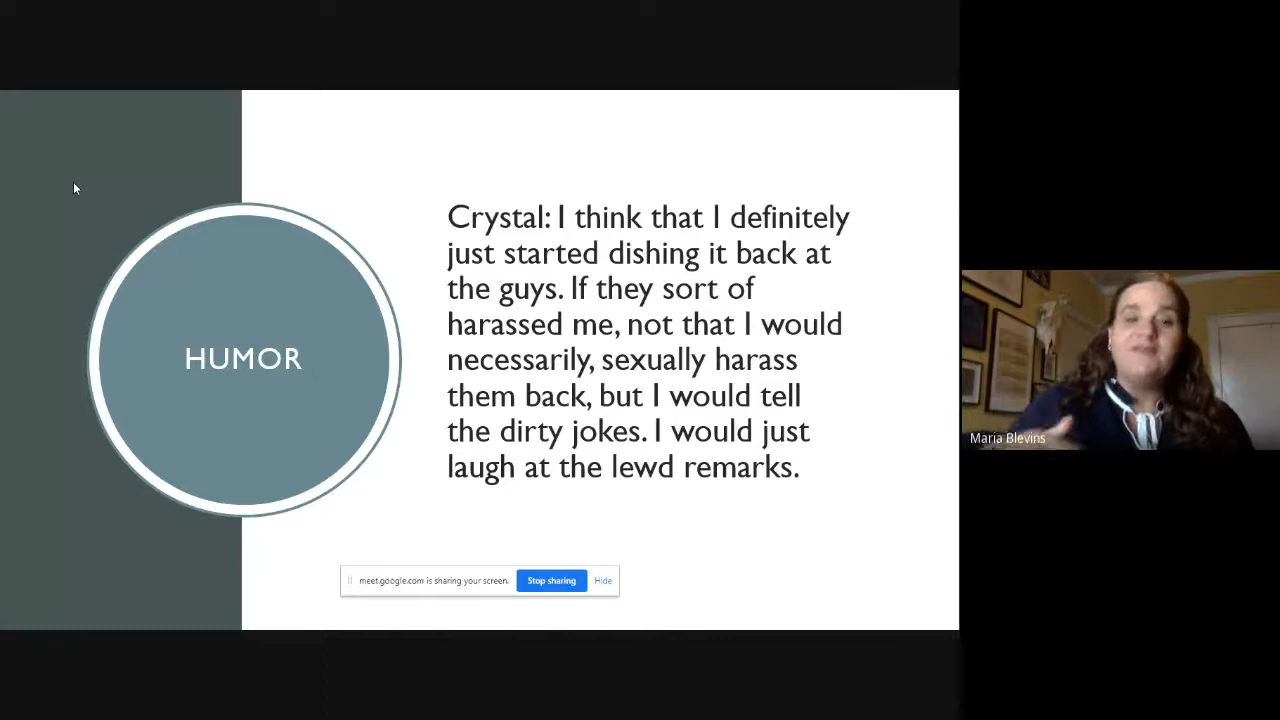 HUMOR
Crystal: I think that I definitely
just started dishing it back at
the guys. If they sort of
harassed me, not that I would
necessarily, sexually harass
them back, but I would tell
the dirty jokes. I would just
laugh at the lewd remarks.
meet.google.com is sharing your screen. Stop sharing Hide
Maria Blevins